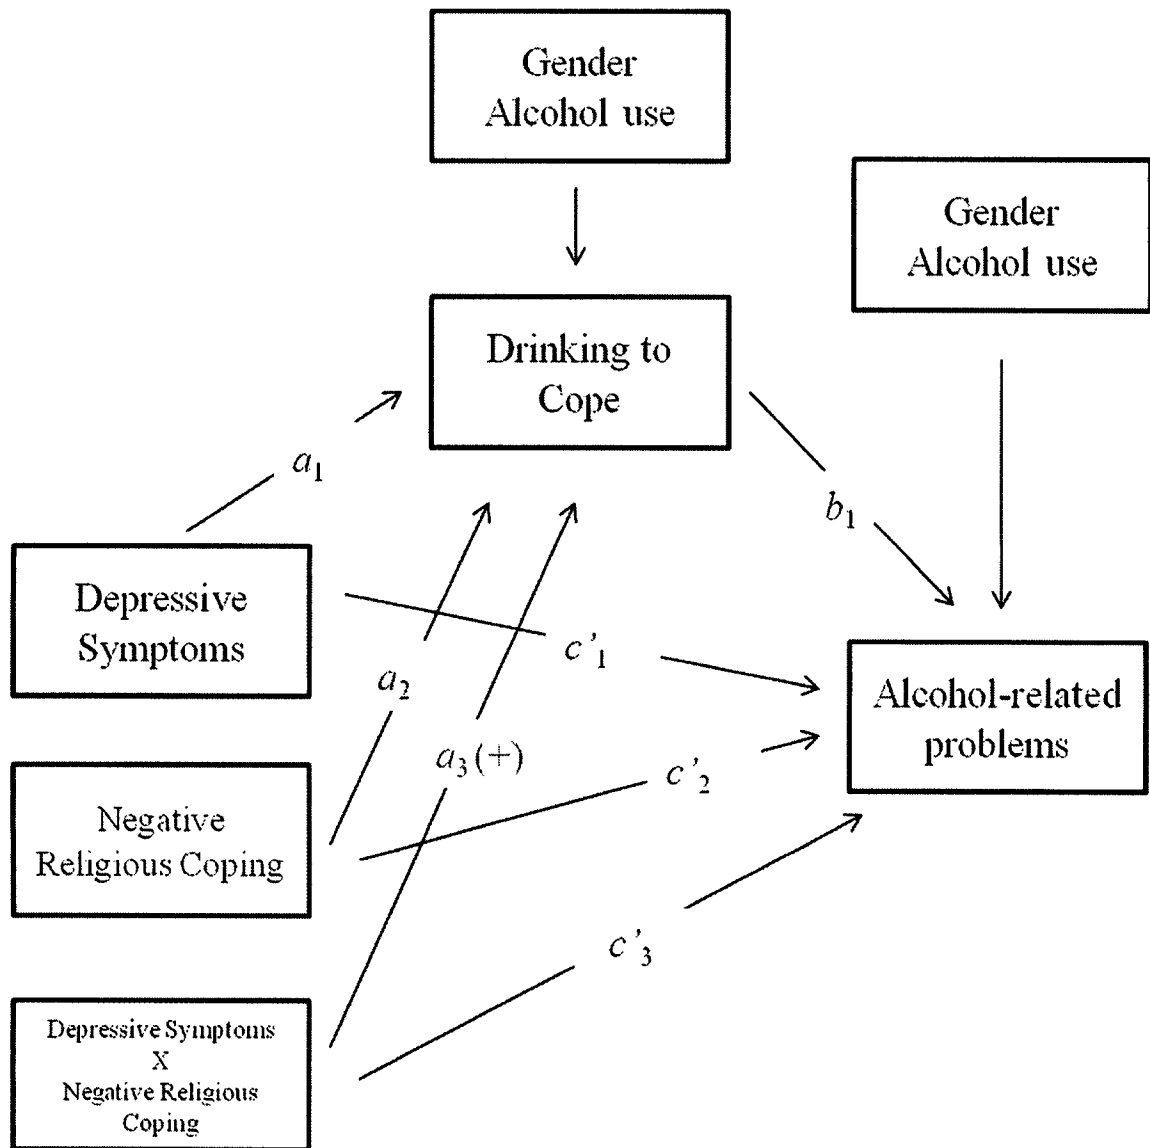 Gender
Alcohol use
Gender
Alcohol use
Drinking to
Cope
a1
b1
Depressive
Symptoms
c'1
a2
Alcohol-related
problems
a3 (+)
c'2
Negative
Religious Coping
c'3
Depressive Symptoms
X
Negative Religious
Coping